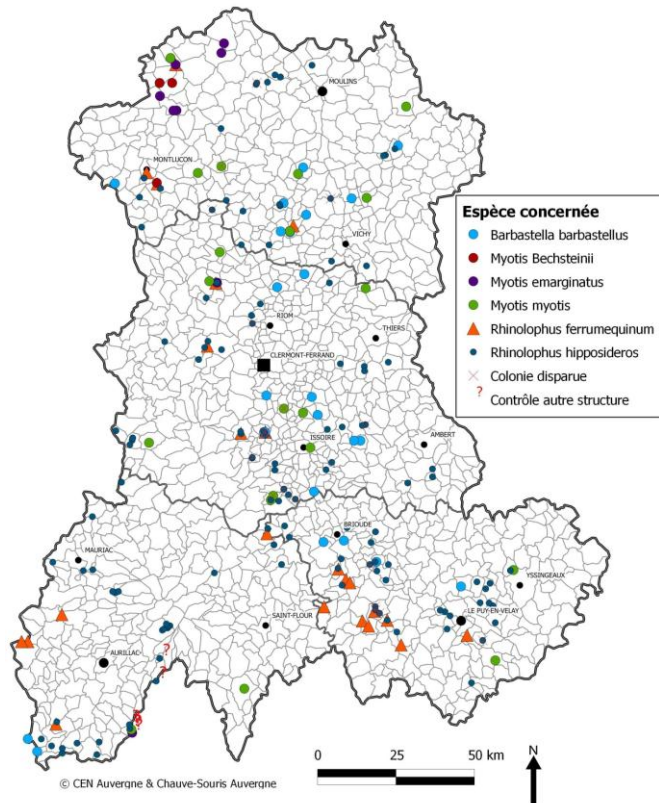 MOULINS
MONTLUCON
VICHY
RIOM
THIERS
CLERMONT-FERRAND
ISSOIRE
AMBERT
BRIOUDE
MAURIAC
YSSINGEAUX
SAINT-FLOUR
LE PUY-EN-VELAY
AURILLAC
Espèce concernée
Barbastella barbastellus
Myotis Bechsteinii
Myotis emarginatus
Myotis myotis
Rhinolophus ferrumequinum
Rhinolophus hipposideros
Colonie disparue
? Contrôle autre structure
?
?
0 25 50 km
N
© CEN Auvergne & Chauve-Souris Auvergne